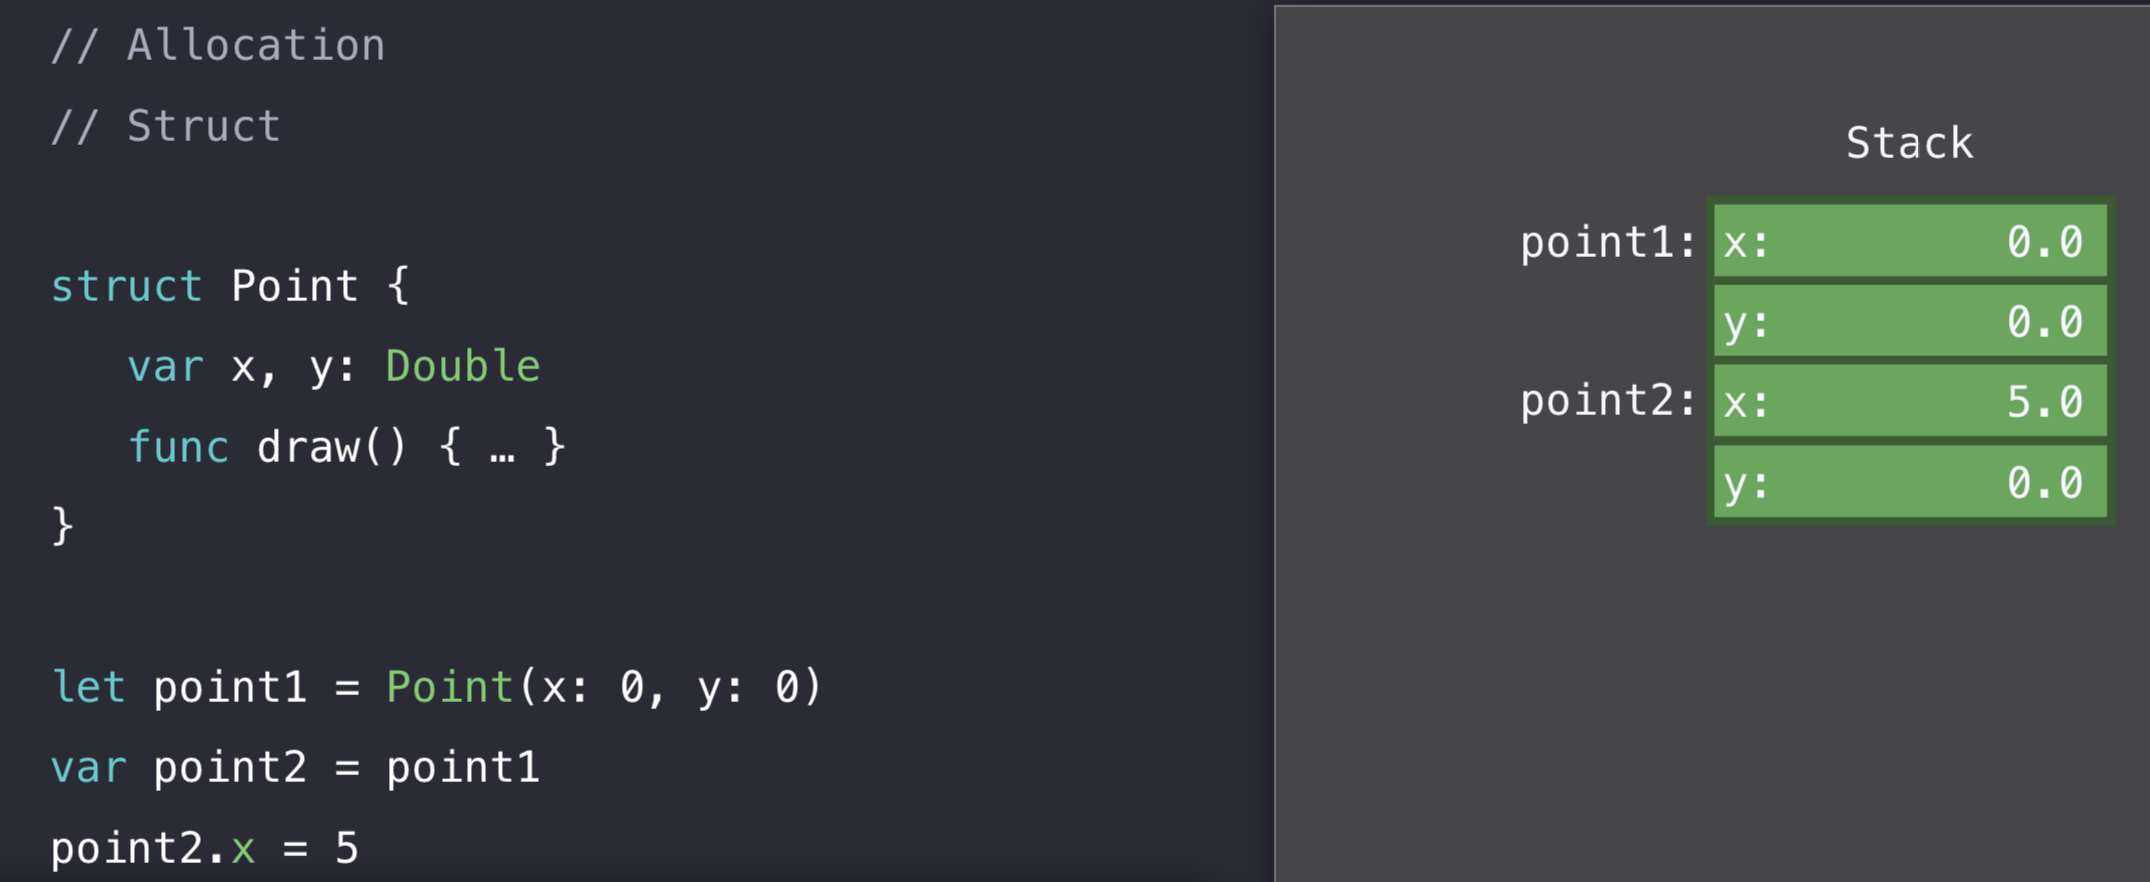 // Allocation
// Struct
struct Point {
   var x, y: Double
   func draw() { … }
}
let point1 = Point(x: 0, y: 0)
var point2 = point1
point2.x = 5
Stack
point1: x: 0.0
y: 0.0
point2: x: 5.0
y: 0.0